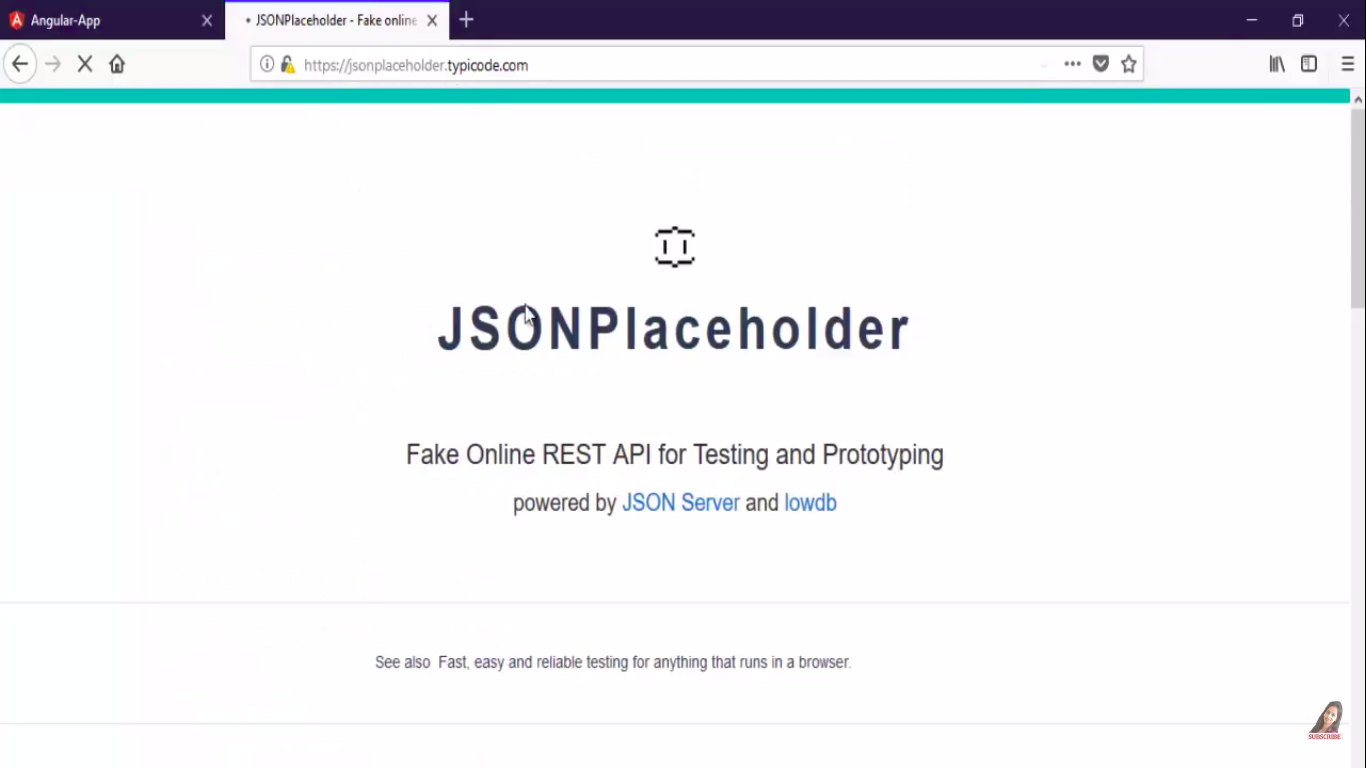 Angular-App
JSONPlaceholder - Fake online
https://jsonplaceholder.typicode.com
JSONPlaceholder
Fake Online REST API for Testing and Prototyping
powered by JSON Server and lowdb
See also Fast, easy and reliable testing for anything that runs in a browser.
SUBSCRIBE